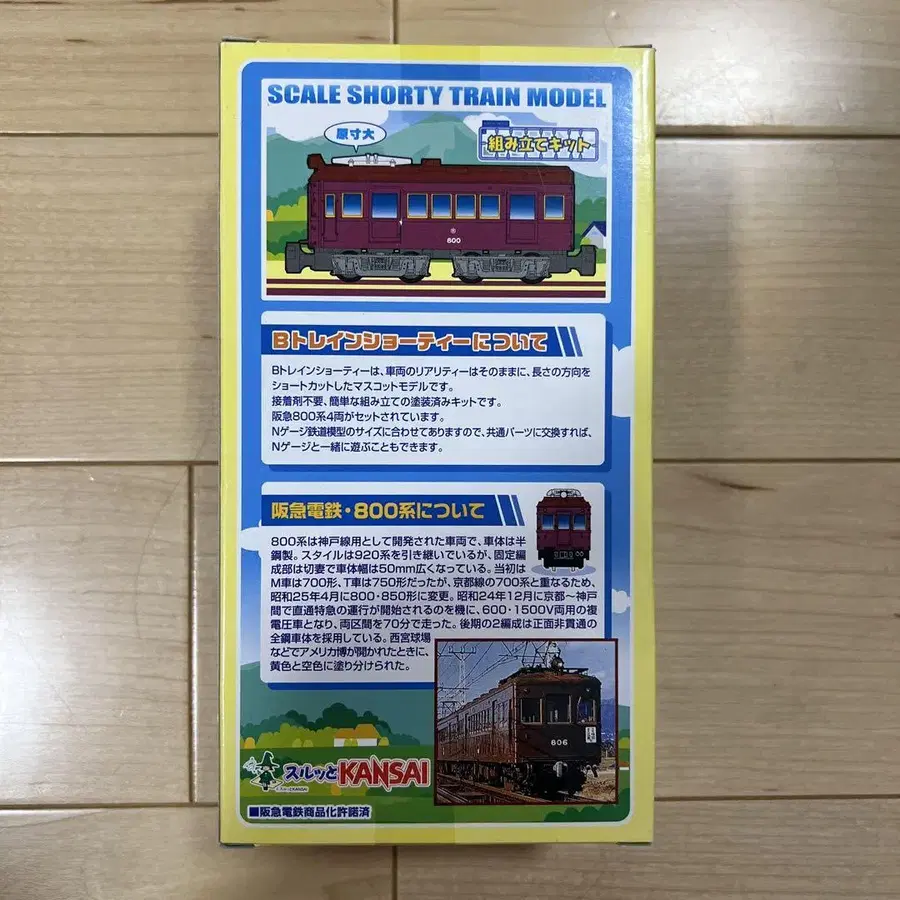 SCALE SHORTY TRAIN MODEL
原寸大
組み立てキット
800
Bトレインショーティーについて
Bトレインショーティーは、車両のリアリティーはそのままに、長さの方向を
ショートカットしたマスコットモデルです。
接着剤不要、簡単な組み立ての塗装済みキットです。
阪急800系4両がセットされています。
Nゲージ鉄道模型のサイズに合わせてありますので、共通パーツに交換すれば、
Nゲージと一緒に遊ぶこともできます。
阪急電鉄・800系について
800系は神戸線用として開発された車両で、車体は半
鋼製。スタイルは920系を引き継いでいるが、固定編
成部は切妻で車体幅は50mm広くなっている。当初は
M車は700形、T車は750形だったが、京都線の700系と重なるため、
昭和25年4月に800・850形に変更。昭和24年12月に京都〜神戸
間で直通特急の運行が開始されるのを機に、600・1500V両用の複
電圧車となり、両区間を70分で走った。後期の2編成は正面非貫通の
全鋼車体を採用している。西宮球場
などでアメリカ博が開かれたときに、
黄色と空色に塗り分けられた。
806
スルッとKANSAI
■阪急電鉄商品化許諾済